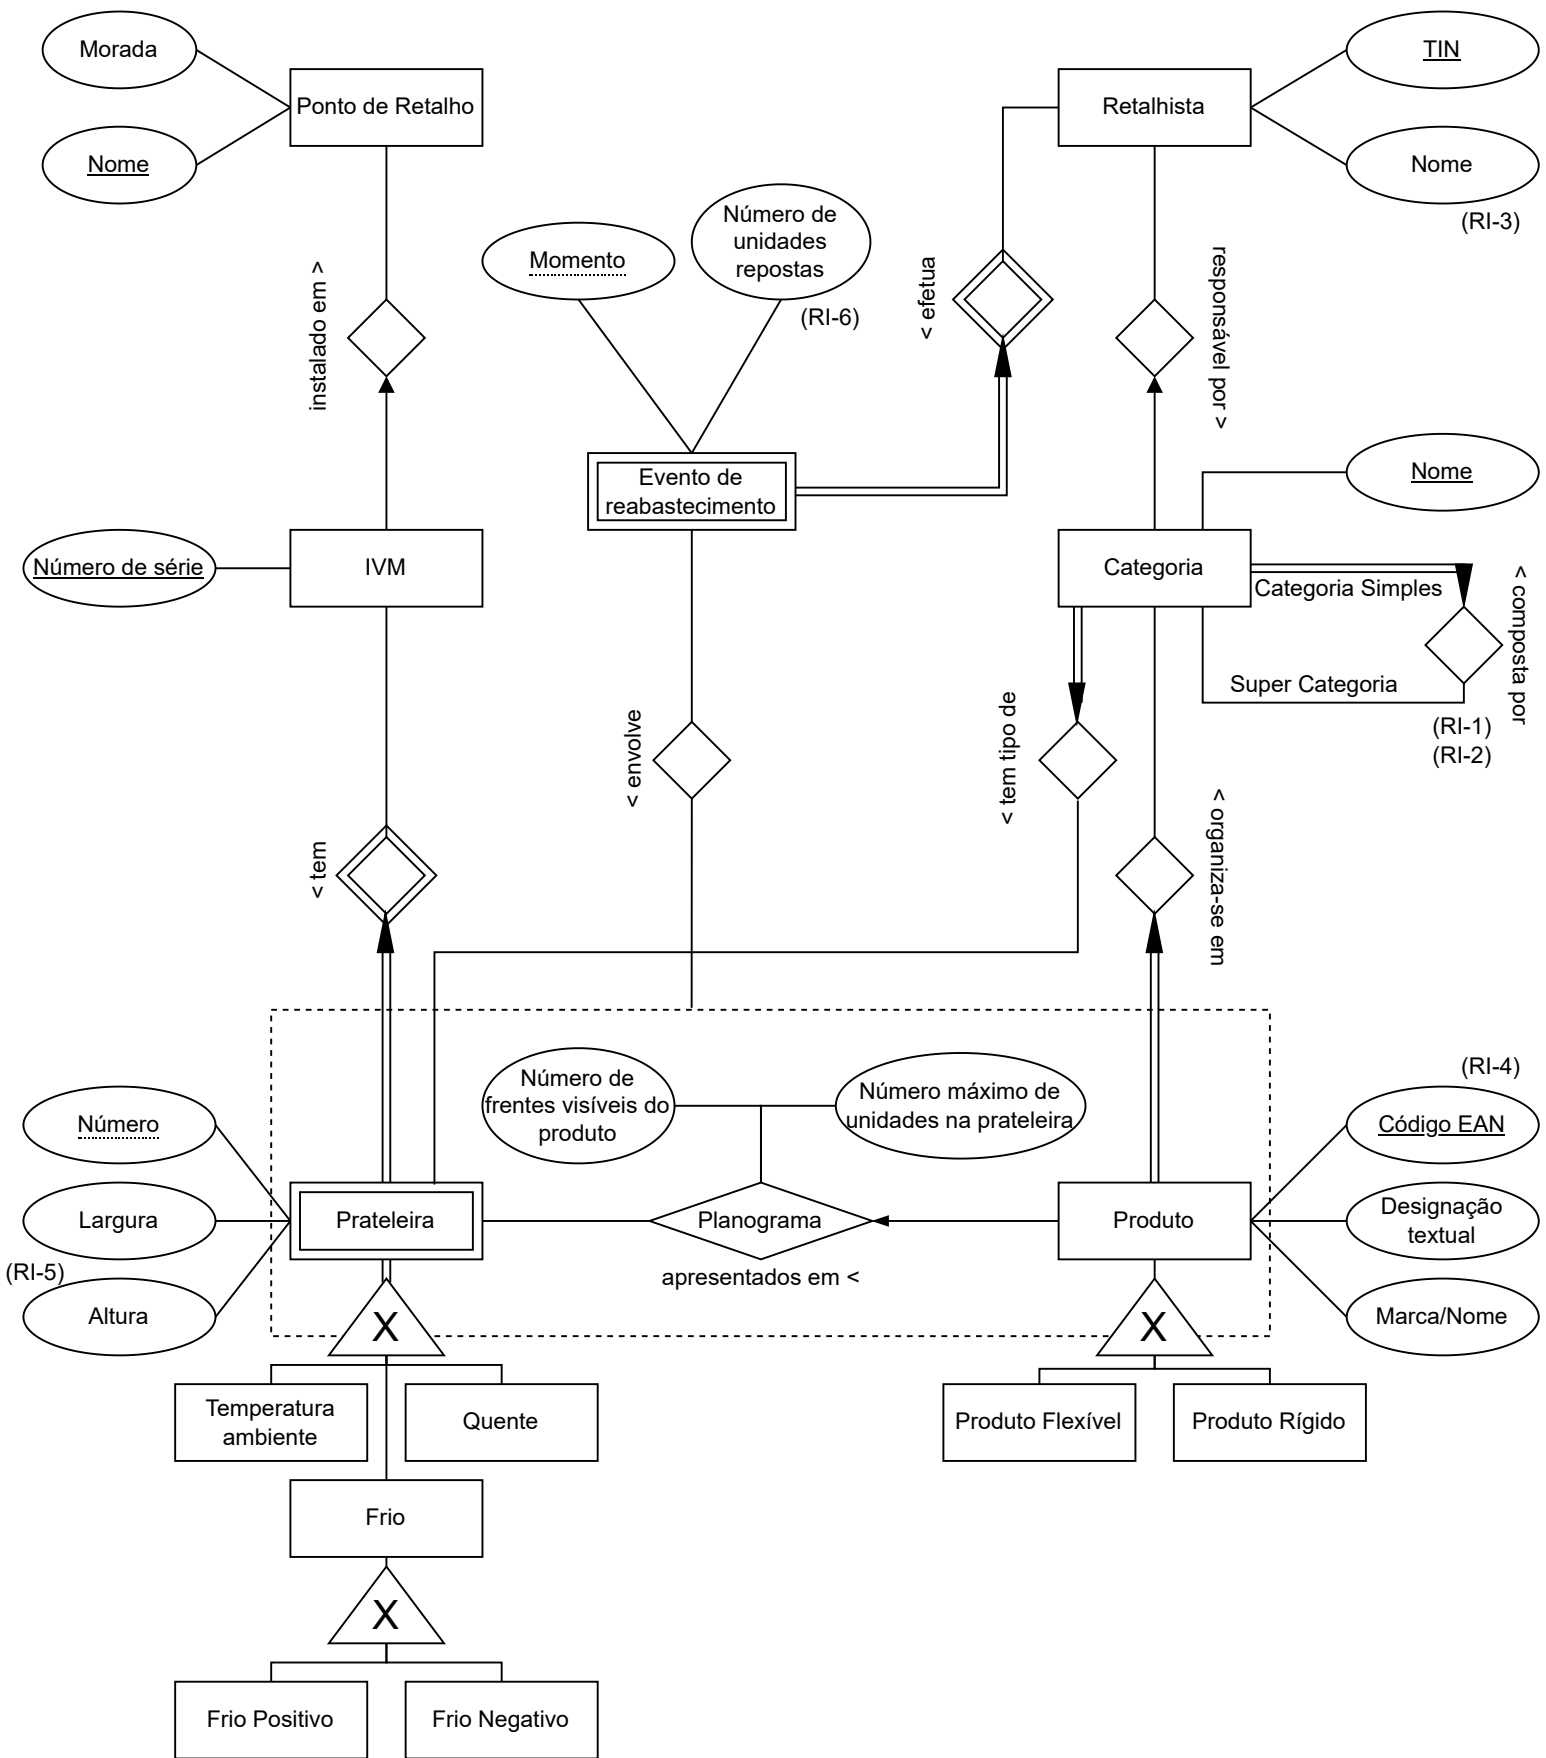 Morada
Ponto de Retalho
Nome
Retalhista
TIN
Nome
(RI-3)
Momento
Número de
unidades
repostas
(RI-6)
instalado em >
< efetua
responsável por >
Evento de
reabastecimento
Nome
Número de série
IVM
Categoria
Categoria Simples
Super Categoria
< composta por
(RI-1)
(RI-2)
< envolve
< tem tipo de
< organiza-se em
< tem
Número de
frentes visíveis do
produto
Número máximo de
unidades na prateleira
(RI-4)
Número
Largura
(RI-5)
Altura
Prateleira
Planograma
apresentados em <
Produto
Código EAN
Designação
textual
Marca/Nome
X
X
Temperatura
ambiente
Quente
Produto Flexível
Produto Rígido
Frio
X
Frio Positivo
Frio Negativo